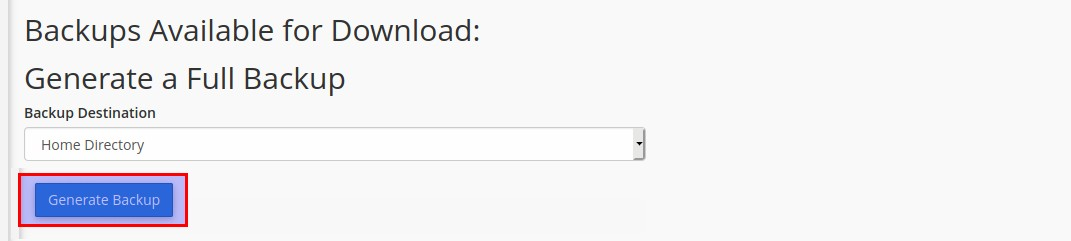 Backups Available for Download:
Generate a Full Backup
Backup Destination
Home Directory
Generate Backup